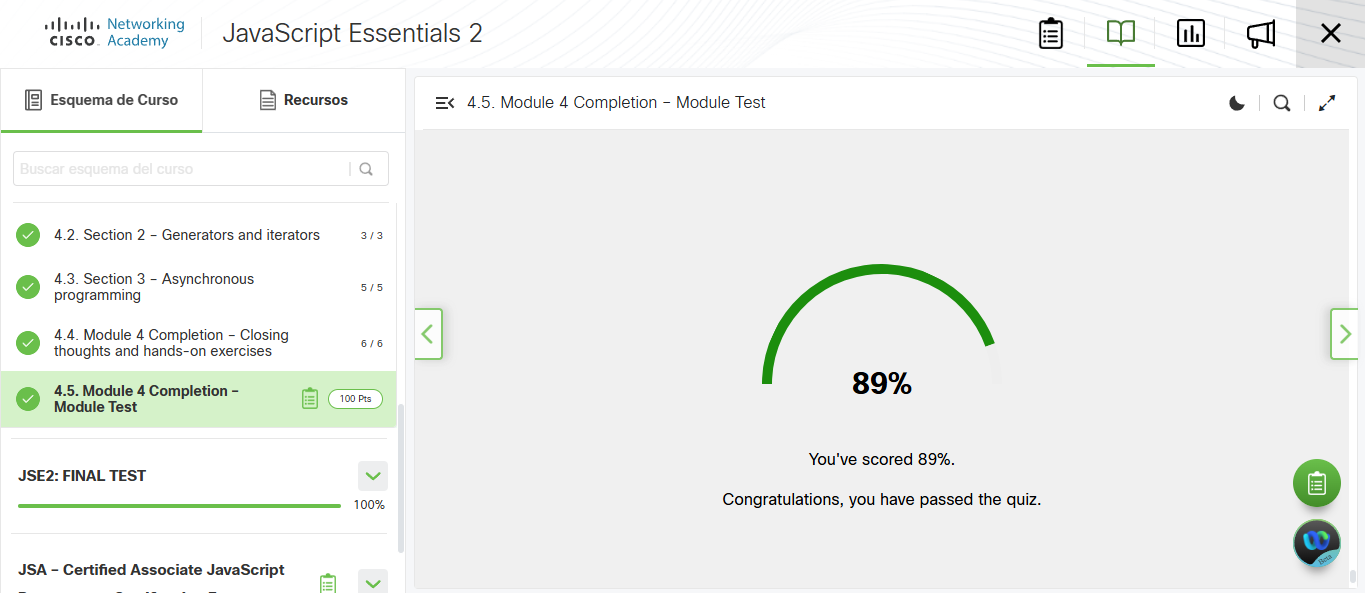 CISCO
Networking
Academy
JavaScript Essentials 2
Esquema de Curso
Recursos
Buscar esquema del curso
4.2. Section 2 – Generators and iterators
3 / 3
4.3. Section 3 – Asynchronous
programming
5 / 5
4.4. Module 4 Completion – Closing
thoughts and hands-on exercises
6 / 6
4.5. Module 4 Completion –
Module Test
100 Pts
JSE2: FINAL TEST
100%
JSA – Certified Associate JavaScript
4.5. Module 4 Completion – Module Test
89%
You've scored 89%.
Congratulations, you have passed the quiz.
Beta